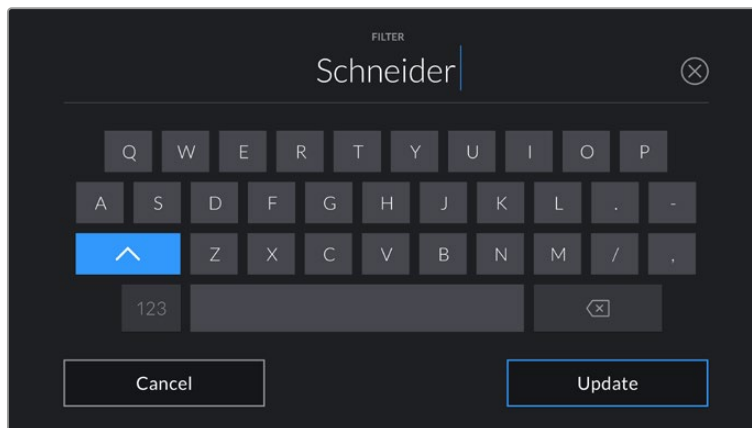 FILTER
Schneider
Q W E R T Y U I O P
A S D F G H J K L . -
Z X C V B N M / ,
123
Cancel Update